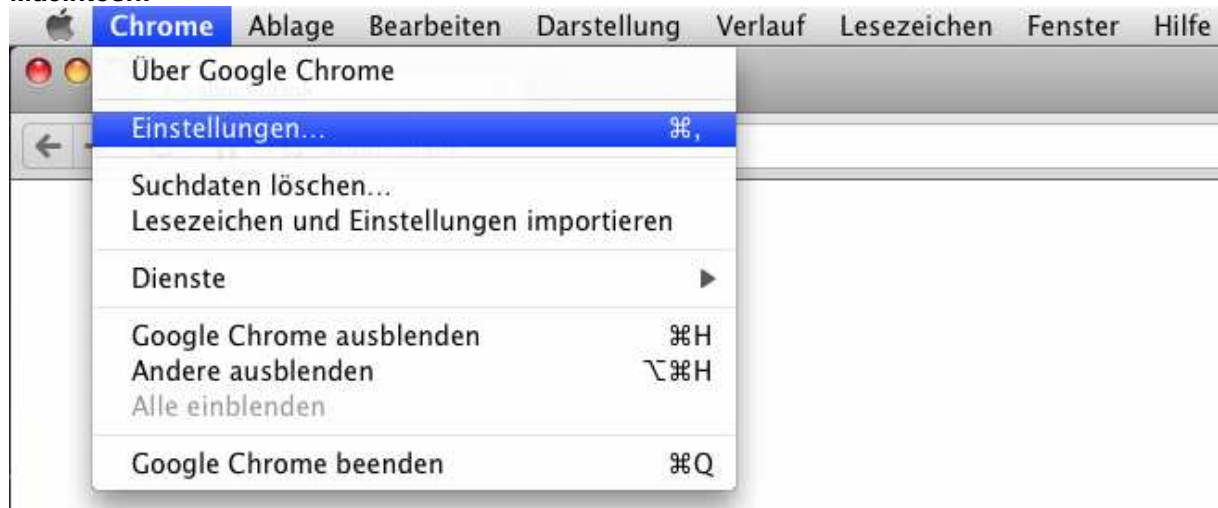 Chrome Ablage Bearbeiten Darstellung Verlauf Lesezeichen Fenster Hilfe
Über Google Chrome
Einstellungen... ⌘,
Suchdaten löschen...
Lesezeichen und Einstellungen importieren
Dienste ▶
Google Chrome ausblenden ⌘H
Andere ausblenden ⌥⌘H
Alle einblenden
Google Chrome beenden ⌘Q